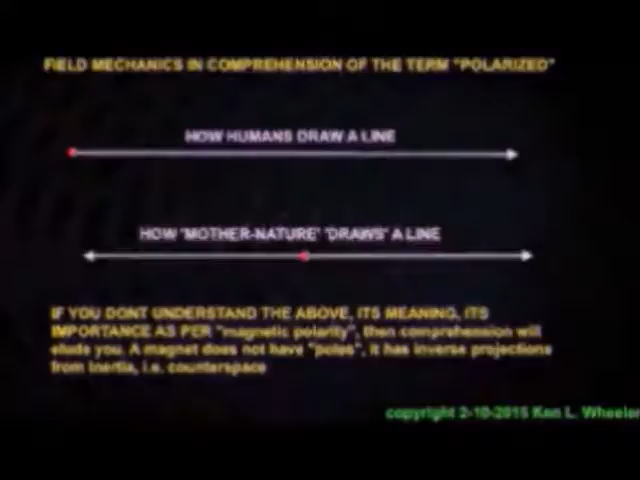 FIELD MECHANICS IN COMPREHENSION OF THE TERM "POLARIZED"
HOW HUMANS DRAW A LINE
HOW 'MOTHER-NATURE' 'DRAWS' A LINE
IF YOU DONT UNDERSTAND THE ABOVE, ITS MEANING, ITS
IMPORTANCE AS PER "magnetic polarity", then comprehension will
elude you. A magnet does not have "poles", it has inverse projections
from Inertia, i.e. counterspace
copyright 2-10-2015 Ken L. Wheeler